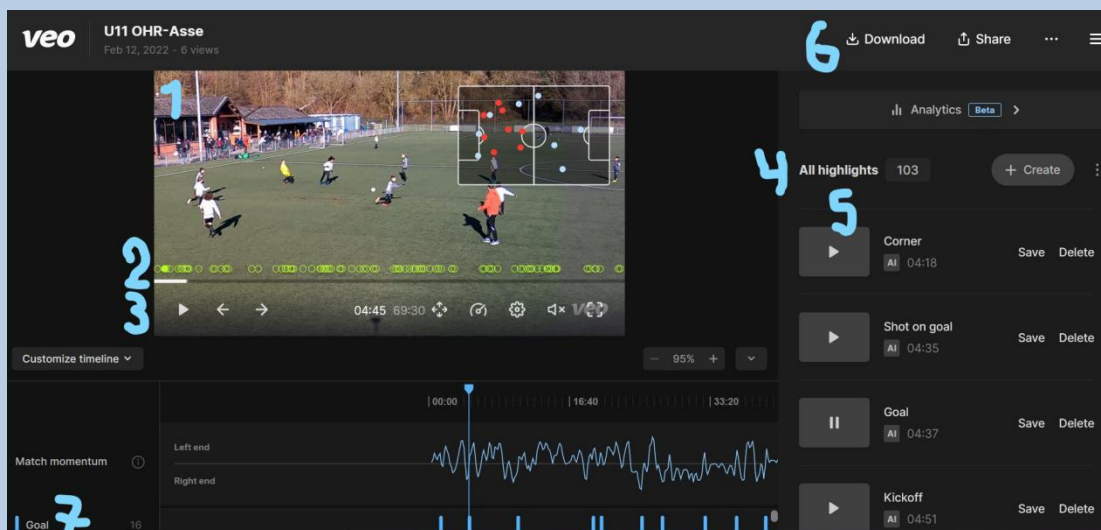 veo
U11 OHR-Asse
Feb 12, 2022 - 6 views
6
Download
Share
1
Analytics Beta
4
All highlights 103
+ Create
5
Corner
AI 04:18
Save Delete
2
3
04:45 69:30
veo
Shot on goal
AI 04:35
Save Delete
Customize timeline
95%
Goal
AI 04:37
Save Delete
00:00 16:40 33:20
Left end
Match momentum
Right end
Kickoff
AI 04:51
Save Delete
Goal 16
7